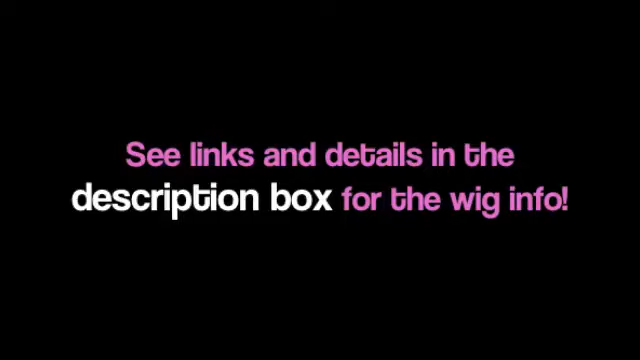 See links and details in the
description box for the wig info!